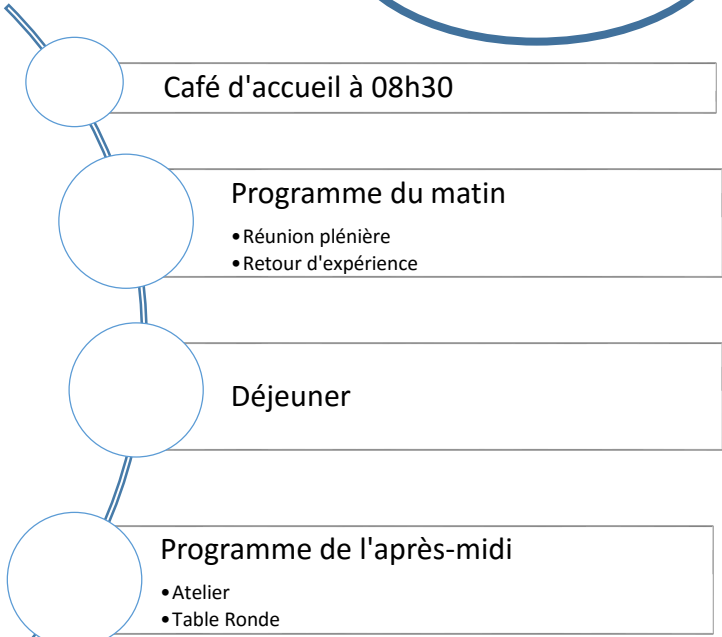 Café d'accueil à 08h30
Programme du matin
•Réunion plénière
•Retour d'expérience
Déjeuner
Programme de l'après-midi
•Atelier
•Table Ronde